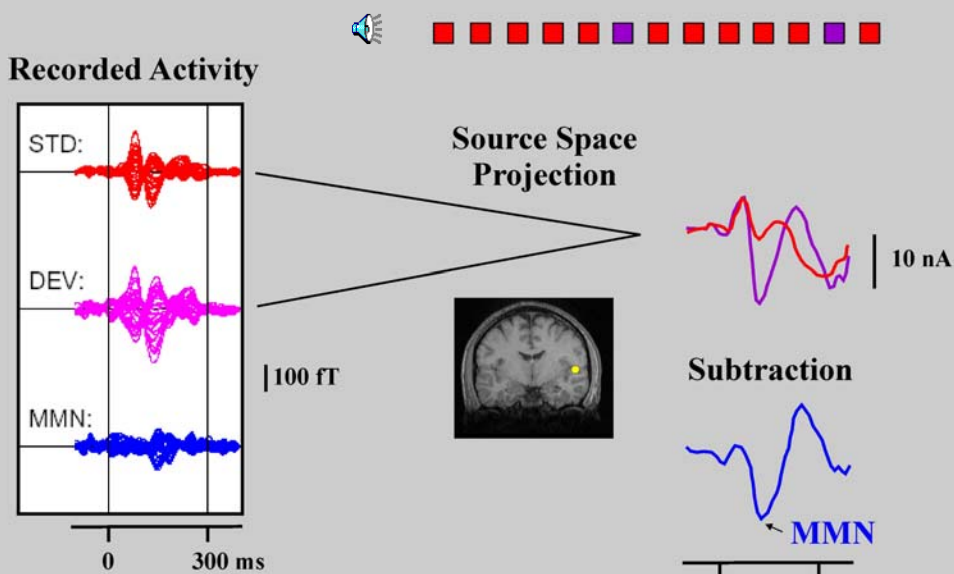 Recorded Activity
STD:
DEV:
100 fT
MMN:
0 300 ms
Source Space
Projection
10 nA
Subtraction
MMN